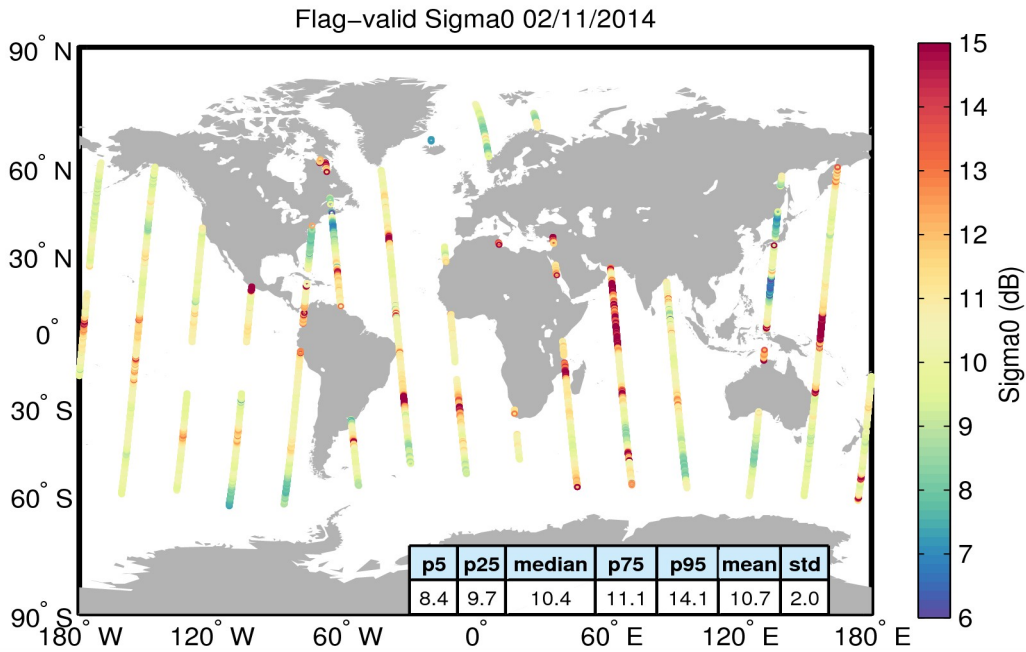 Flag−valid Sigma0 02/11/2014
90° N
60° N
30° N
0°
30° S
60° S
90° S
180° W
120° W
60° W
0°
60° E
120° E
180° E
p5 p25 median p75 p95 mean std
8.4 9.7 10.4 11.1 14.1 10.7 2.0
15
14
13
12
11
10
9
8
7
6
Sigma0 (dB)